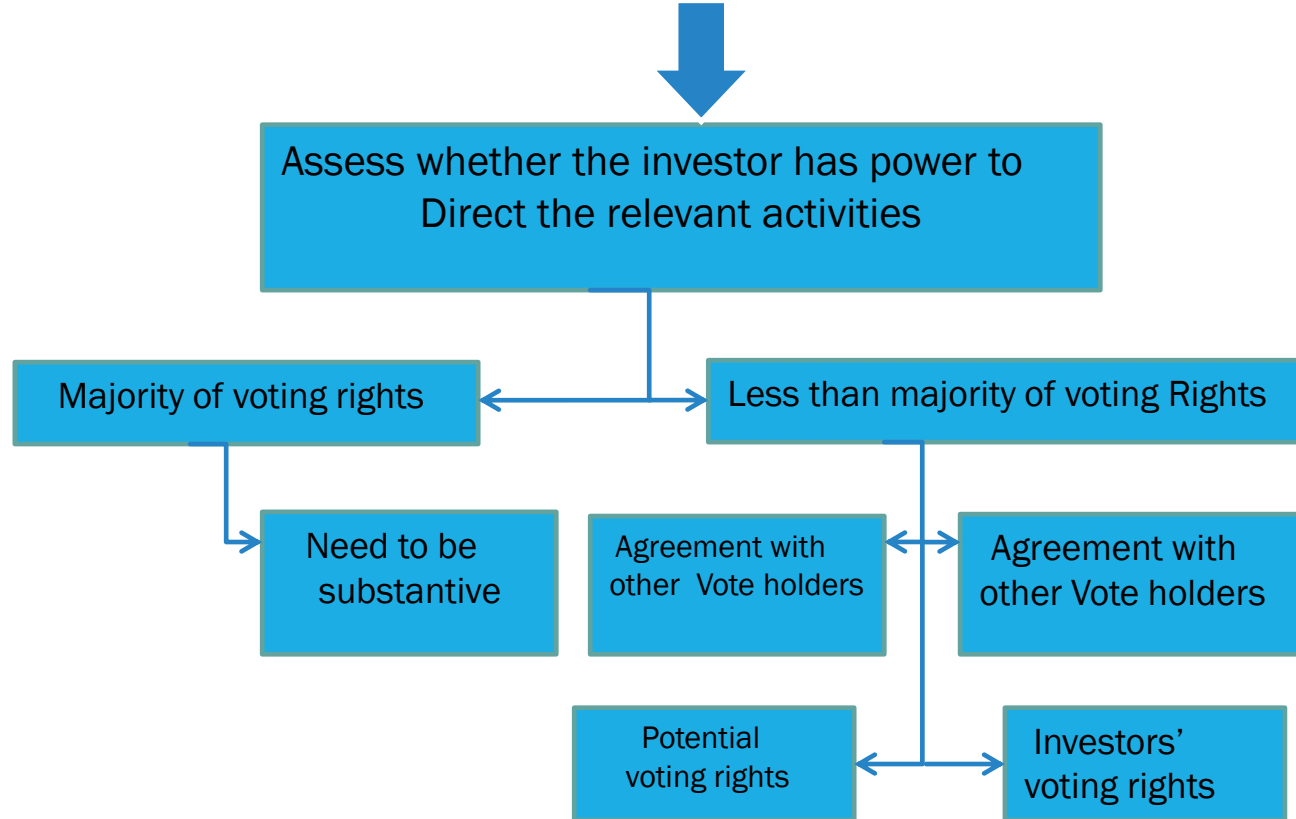 Assess whether the investor has power to
Direct the relevant activities
Majority of voting rights
Less than majority of voting Rights
Need to be
substantive
Agreement with
other Vote holders
Agreement with
other Vote holders
Potential
voting rights
Investors’
voting rights